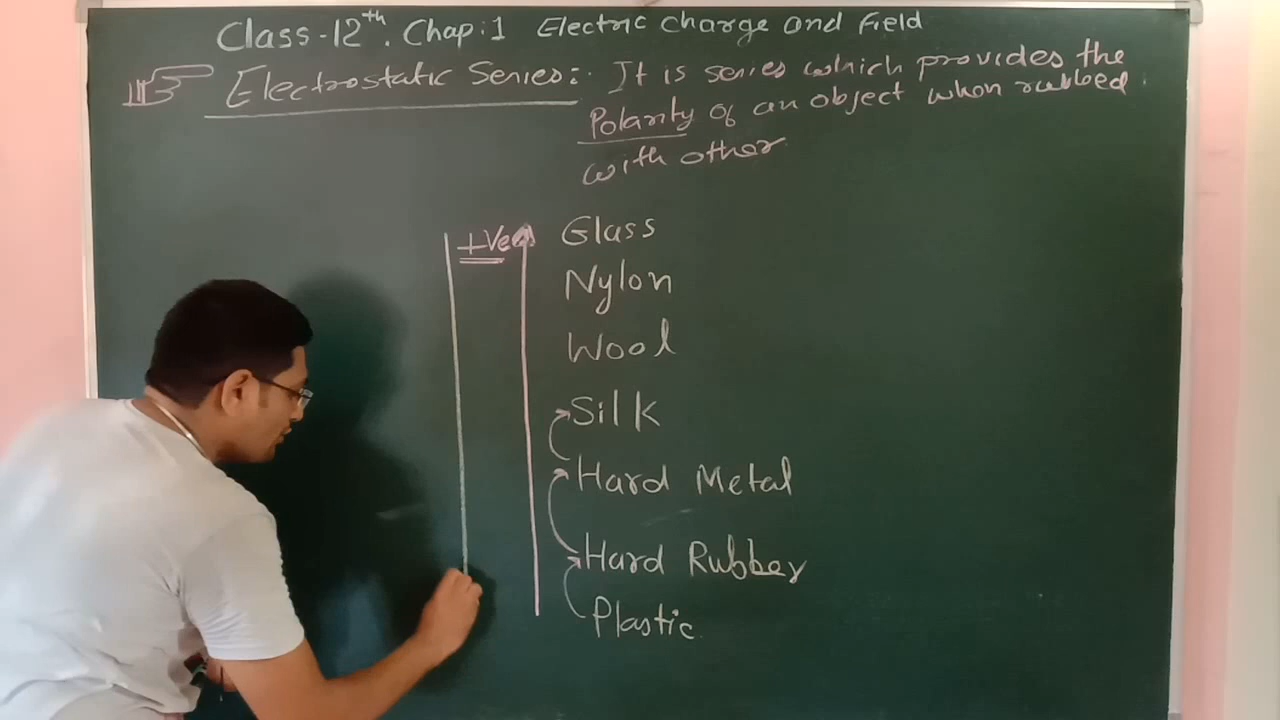 Class-12th. Chap:1 Electric Charge and Field
Electrostatic Series:- It is series which provides the
Polarity of an object when rubbed
with other
+Ve Glass
Nylon
Wool
Silk
Hard Metal
Hard Rubber
Plastic